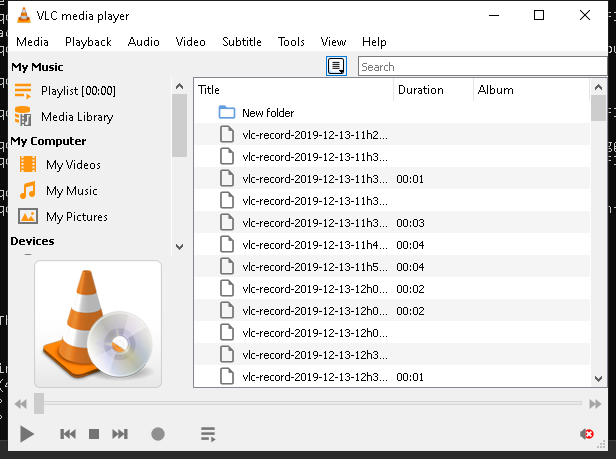 VLC media player
Media Playback Audio Video Subtitle Tools View Help
My Music
Playlist [00:00]
Media Library
My Computer
My Videos
My Music
My Pictures
Devices
Search
Title Duration Album
New folder
vlc-record-2019-12-13-11h2...
vlc-record-2019-12-13-11h3...
vlc-record-2019-12-13-11h3... 00:01
vlc-record-2019-12-13-11h3...
vlc-record-2019-12-13-11h3... 00:03
vlc-record-2019-12-13-11h4... 00:04
vlc-record-2019-12-13-11h5... 00:04
vlc-record-2019-12-13-12h0... 00:02
vlc-record-2019-12-13-12h0... 00:02
vlc-record-2019-12-13-12h0...
vlc-record-2019-12-13-12h3...
vlc-record-2019-12-13-12h3... 00:01